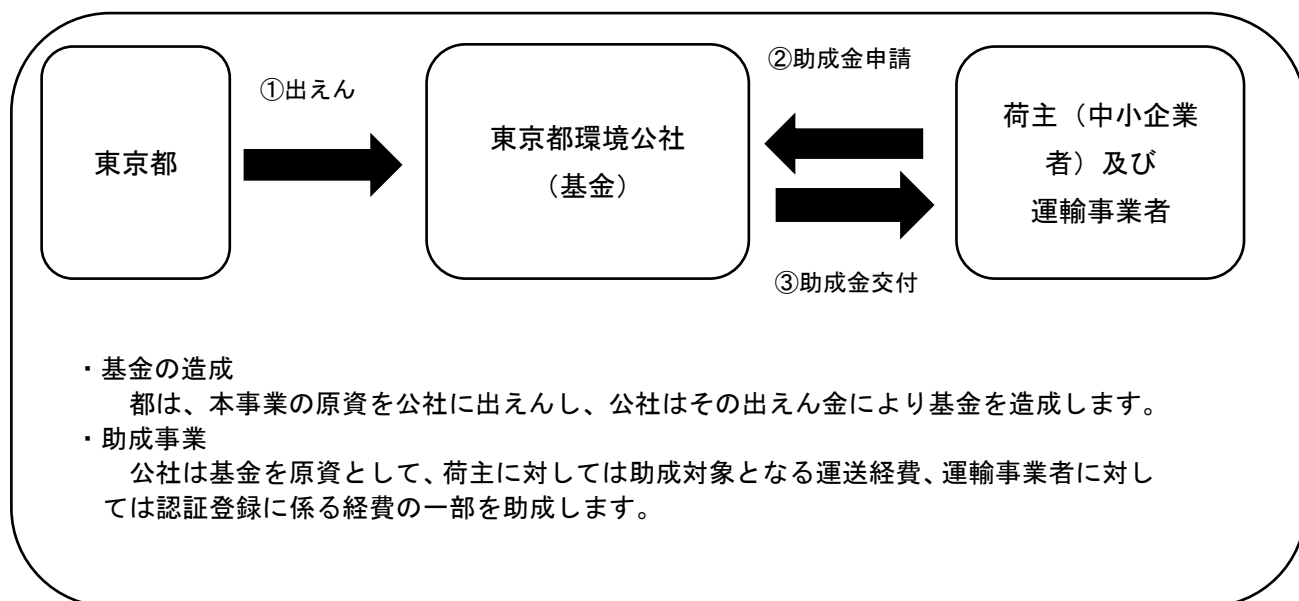 東京都
①出えん
東京都環境公社
（基金）
②助成金申請
③助成金交付
荷主（中小企業
者）及び
運輸事業者
・基金の造成
都は、本事業の原資を公社に出えんし、公社はその出えん金により基金を造成します。
・助成事業
公社は基金を原資として、荷主に対しては助成対象となる運送経費、運輸事業者に対し
ては認証登録に係る経費の一部を助成します。